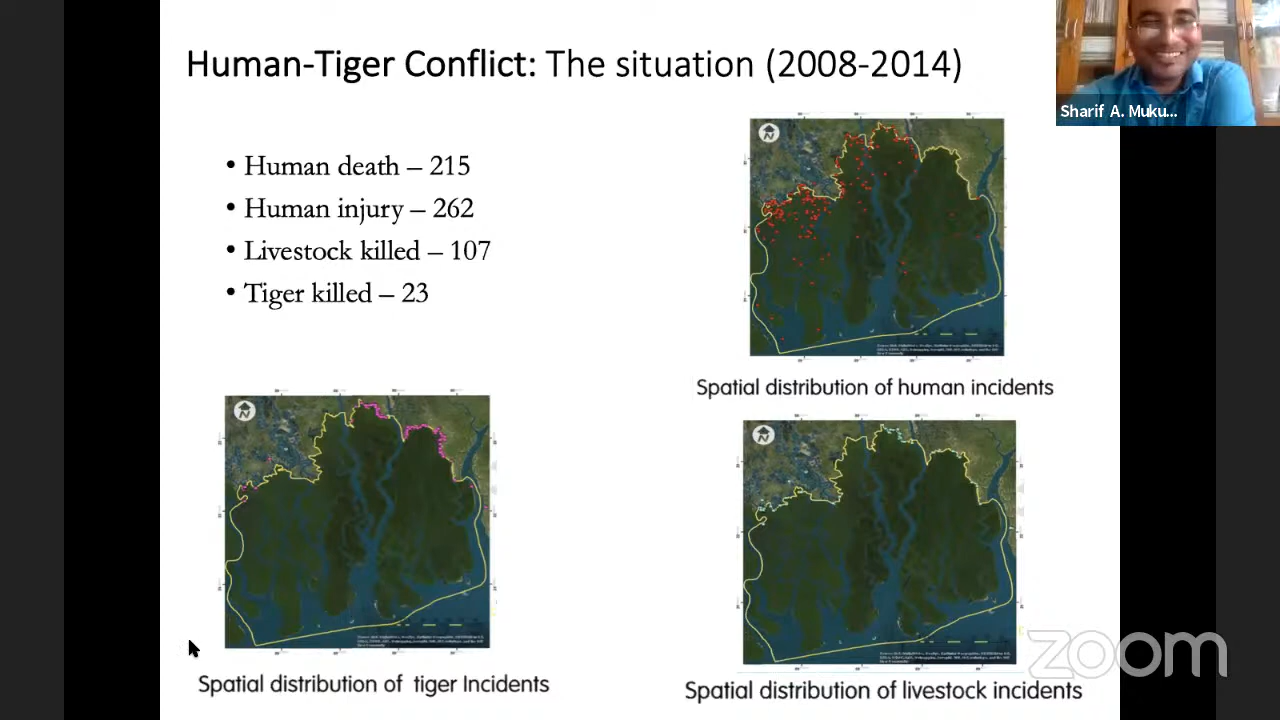 Human-Tiger Conflict: The situation (2008-2014)
Sharif A. Muku...
• Human death – 215
• Human injury – 262
• Livestock killed – 107
• Tiger killed – 23
N
Spatial distribution of human incidents
N
N
Spatial distribution of tiger Incidents
Spatial distribution of livestock incidents
zoom